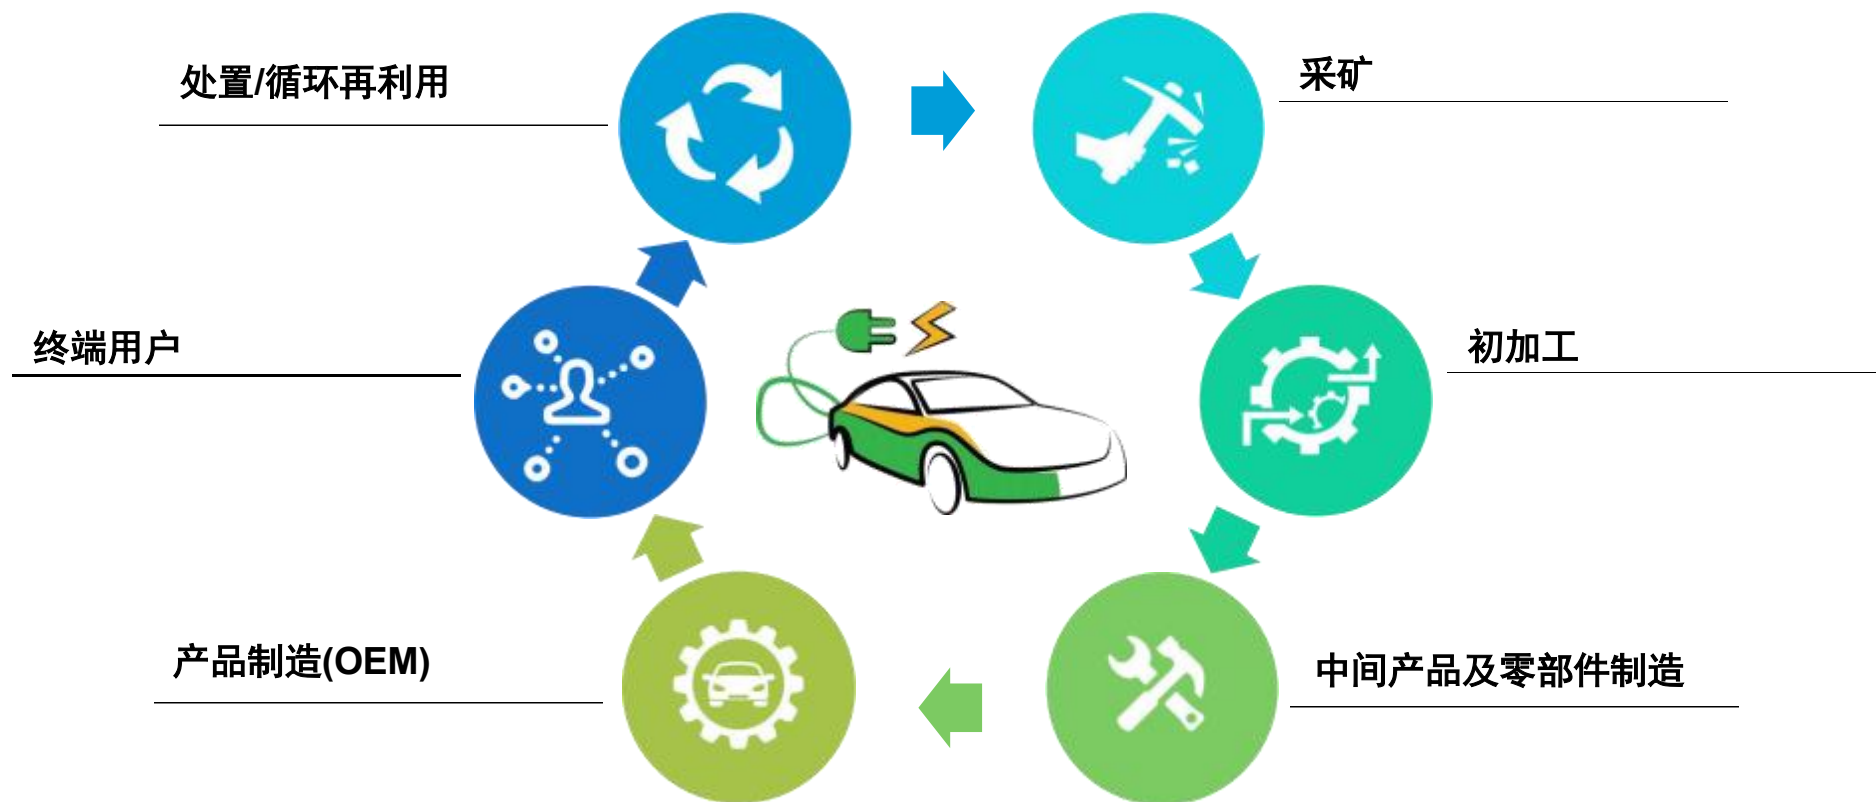 处置/循环再利用
采矿
终端用户
初加工
产品制造(OEM)
中间产品及零部件制造